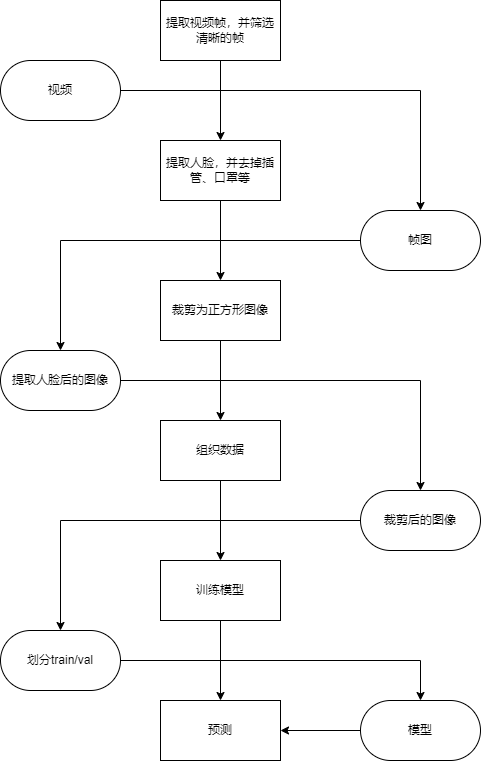 提取视频帧，并筛选
清晰的帧
视频
提取人脸，并去掉插
管、口罩等
帧图
裁剪为正方形图像
提取人脸后的图像
组织数据
裁剪后的图像
训练模型
划分train/val
预测
模型